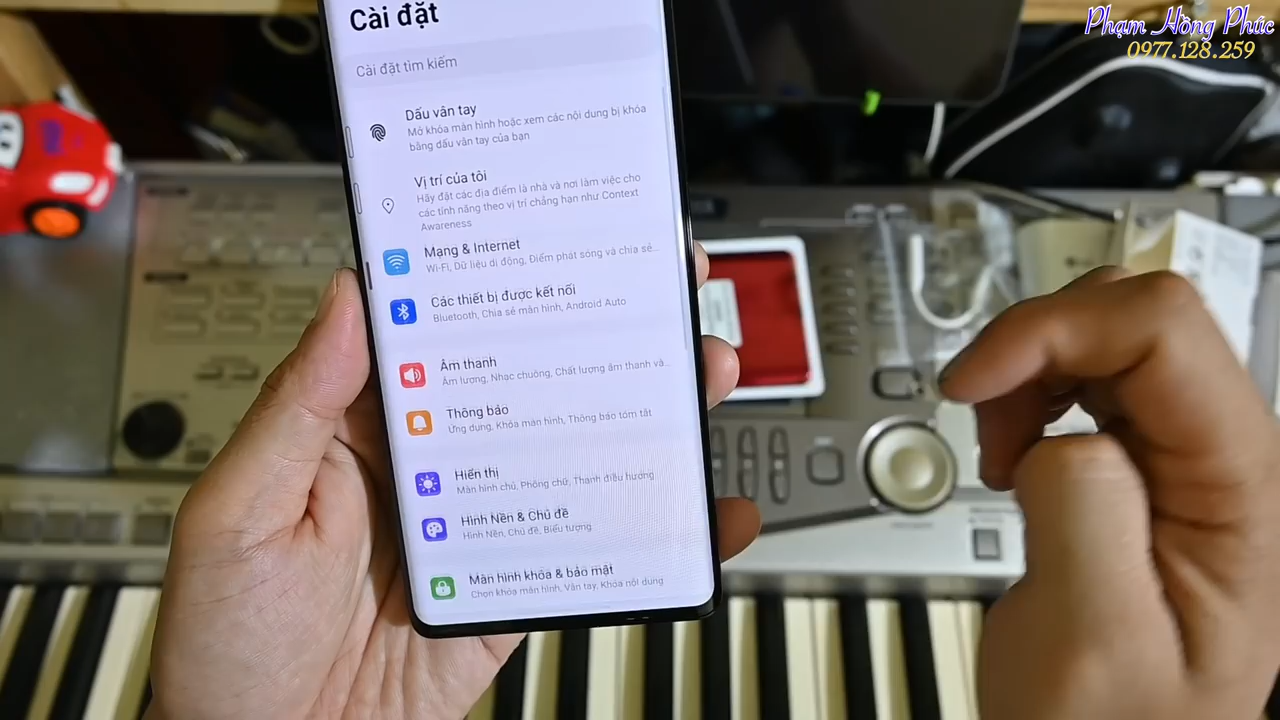 Phạm Hồng Phúc
0977.128.259
Cài đặt
Cài đặt tìm kiếm
Dấu vân tay
Mở khóa màn hình hoặc xem các nội dung bị khóa
bằng dấu vân tay của bạn
Vị trí của tôi
Hãy đặt các địa điểm là nhà và nơi làm việc cho
các tính năng theo vị trí chẳng hạn như Context
Awareness
Mạng & Internet
Wi-Fi, Dữ liệu di động, Điểm phát sóng và chia sẻ...
Các thiết bị được kết nối
Bluetooth, Chia sẻ màn hình, Android Auto
Âm thanh
Âm lượng, Nhạc chuông, Chất lượng âm thanh và...
Thông báo
Ứng dụng, Khóa màn hình, Thông báo tóm tắt
Hiển thị
Màn hình chủ, Phông chữ, Thanh điều hướng
Hình Nền & Chủ đề
Hình Nền, Chủ đề, Biểu tượng
Màn hình khóa & bảo mật
Chọn khóa màn hình, Vân tay, Khóa nội dung